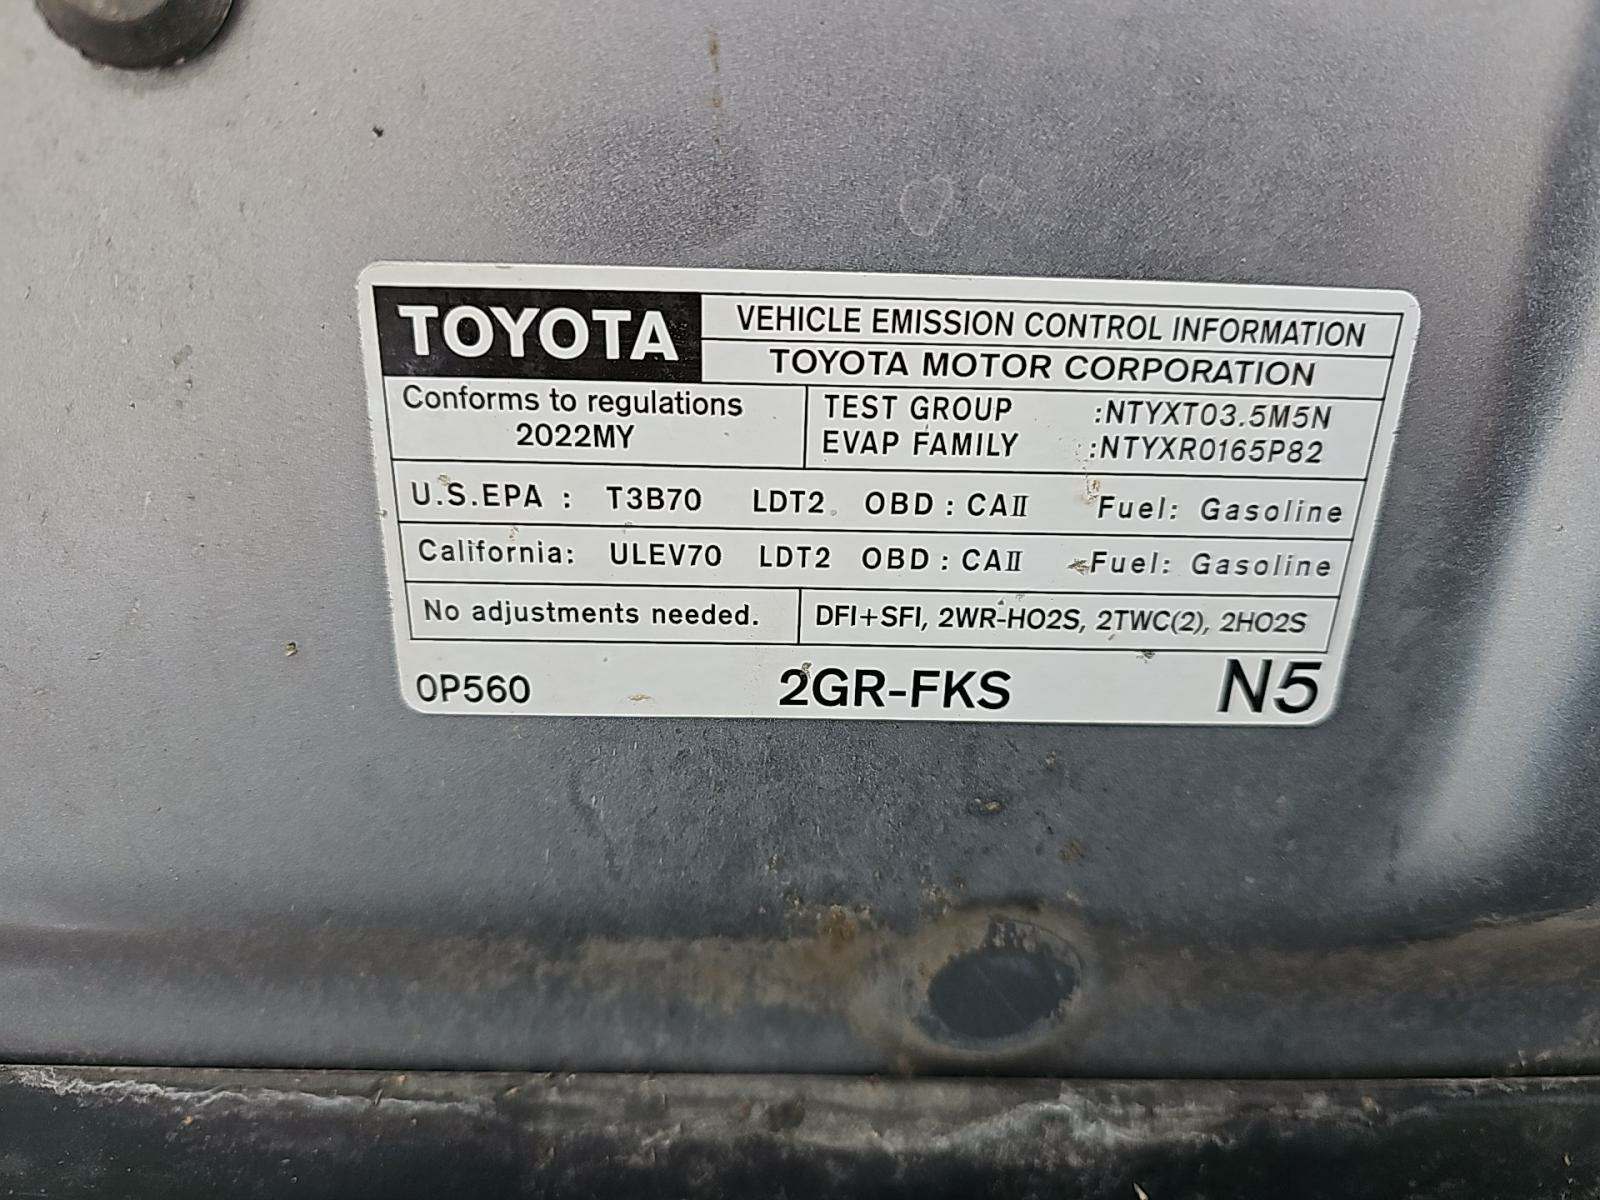 TOYOTA
VEHICLE EMISSION CONTROL INFORMATION
TOYOTA MOTOR CORPORATION
Conforms to regulations
2022MY
TEST GROUP :NTYXT03.5M5N
EVAP FAMILY :NTYXR0165P82
U.S.EPA : T3B70 LDT2 OBD : CAⅡ Fuel: Gasoline
California: ULEV70 LDT2 OBD : CAⅡ Fuel: Gasoline
No adjustments needed.
DFI+SFI, 2WR-HO2S, 2TWC(2), 2HO2S
0P560 2GR-FKS N5